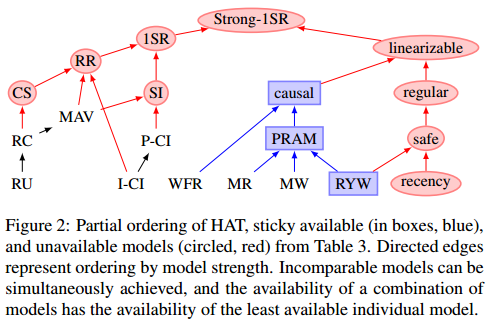 Strong-1SR
1SR
linearizable
RR
CS
SI
causal
regular
MAV
RC
P-CI
PRAM
safe
RU
I-CI
WFR
MR
MW
RYW
recency
Figure 2: Partial ordering of HAT, sticky available (in boxes, blue),
and unavailable models (circled, red) from Table 3. Directed edges
represent ordering by model strength. Incomparable models can be
simultaneously achieved, and the availability of a combination of
models has the availability of the least available individual model.